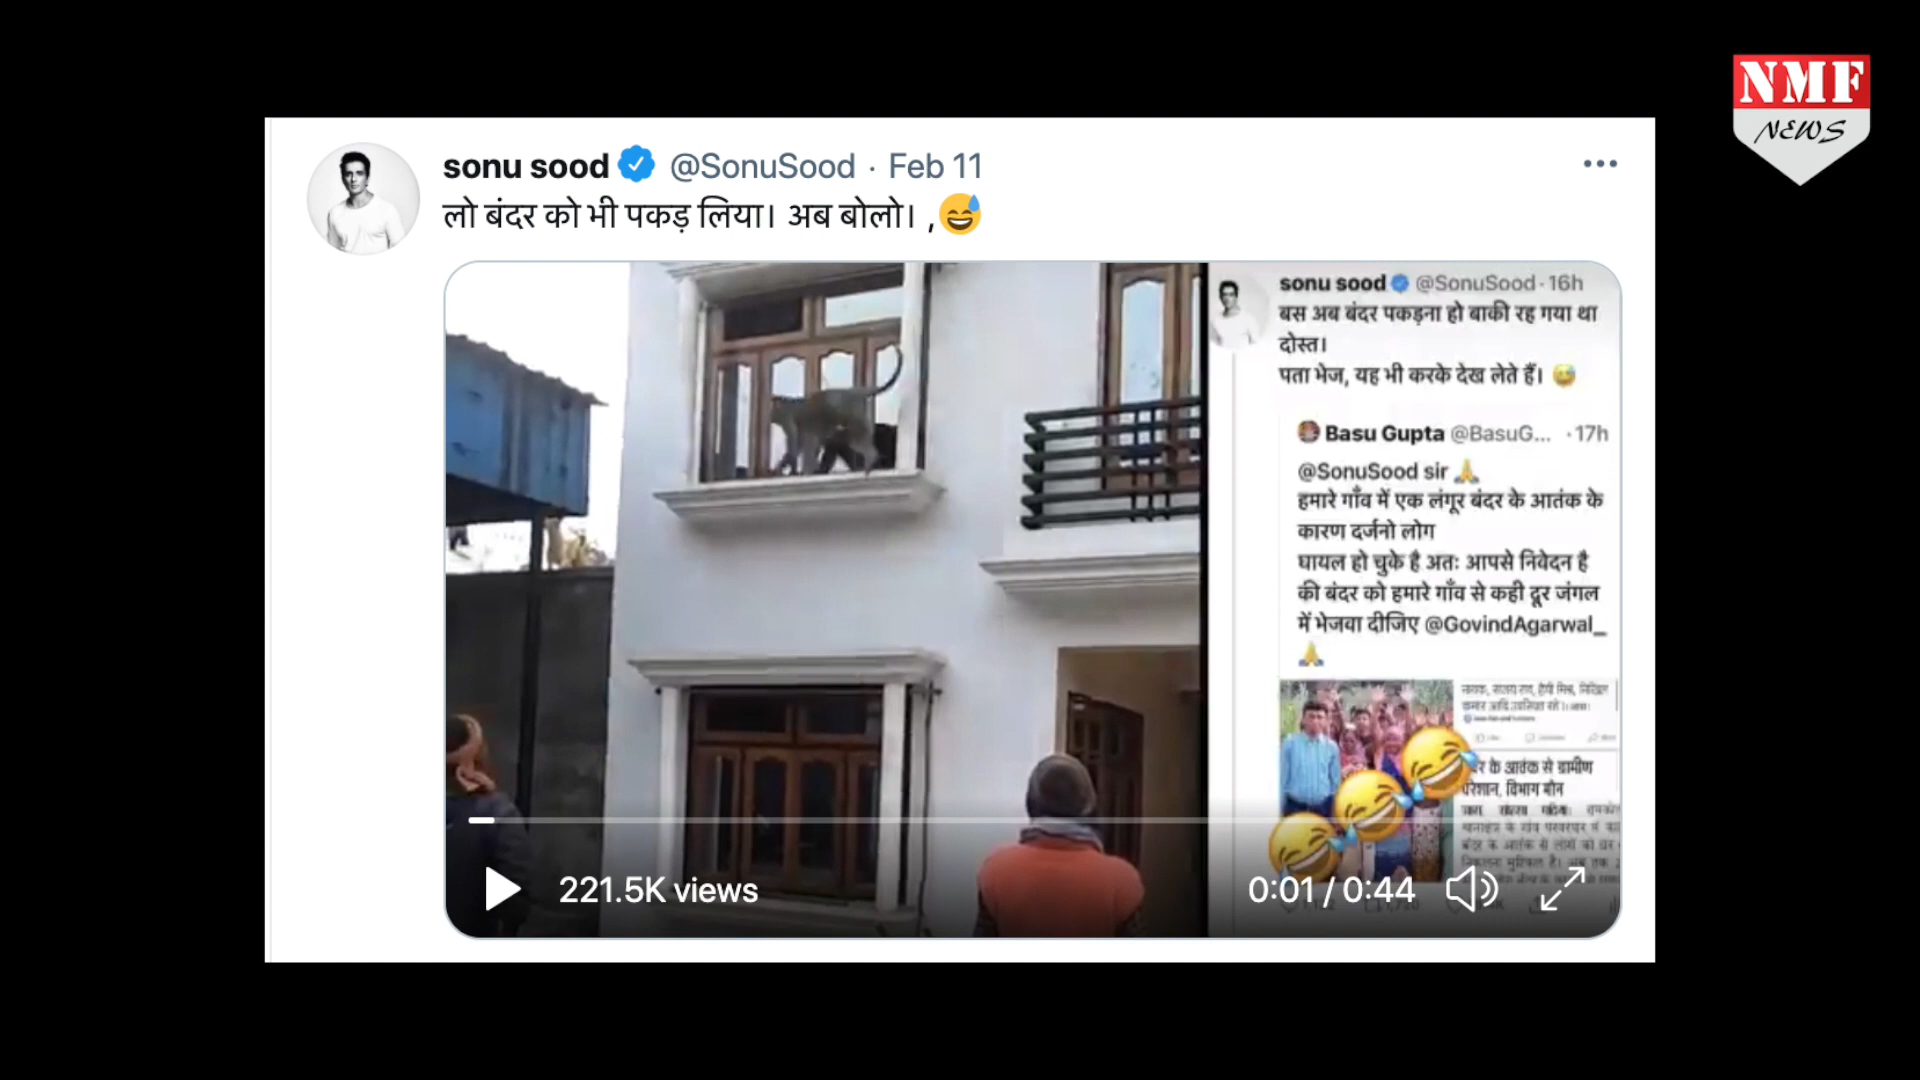 NMF
NEWS
sonu sood @SonuSood · Feb 11
लो बंदर को भी पकड़ लिया। अब बोलो। ,😅
sonu sood @SonuSood · 16h
बस अब बंदर पकड़ना हो बाकी रह गया था
दोस्त।
पता भेज, यह भी करके देख लेते हैं। 😅
Basu Gupta @BasuG... · 17h
@SonuSood sir 🙏
हमारे गाँव में एक लंगूर बंदर के आतंक के
कारण दर्जनो लोग
घायल हो चुके है अतः आपसे निवेदन है
की बंदर को हमारे गाँव से कही दूर जंगल
में भेजवा दीजिए @GovindAgarwal_
🙏
के आतंक से ग्रामीण
विभाग मौन
221.5K views
0:01 / 0:44